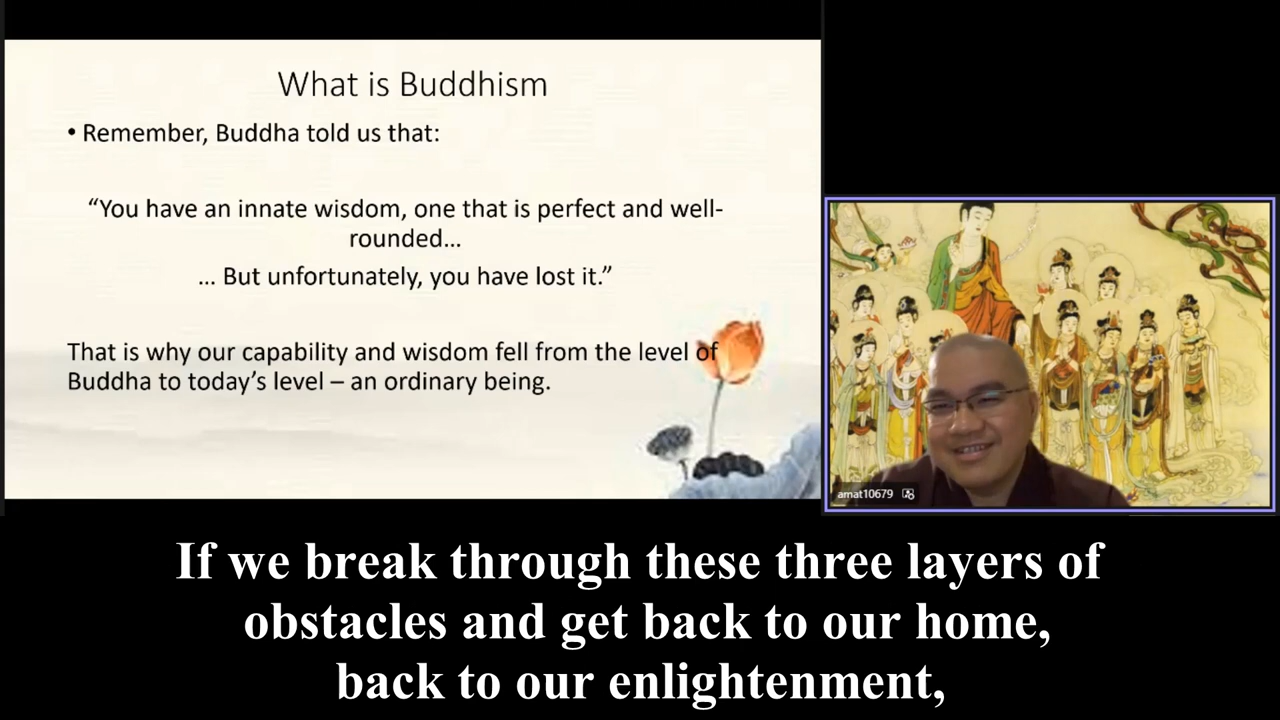 What is Buddhism
• Remember, Buddha told us that:
“You have an innate wisdom, one that is perfect and well-
rounded…
… But unfortunately, you have lost it.”
That is why our capability and wisdom fell from the level of
Buddha to today’s level – an ordinary being.
amat10679
If we break through these three layers of
obstacles and get back to our home,
back to our enlightenment,